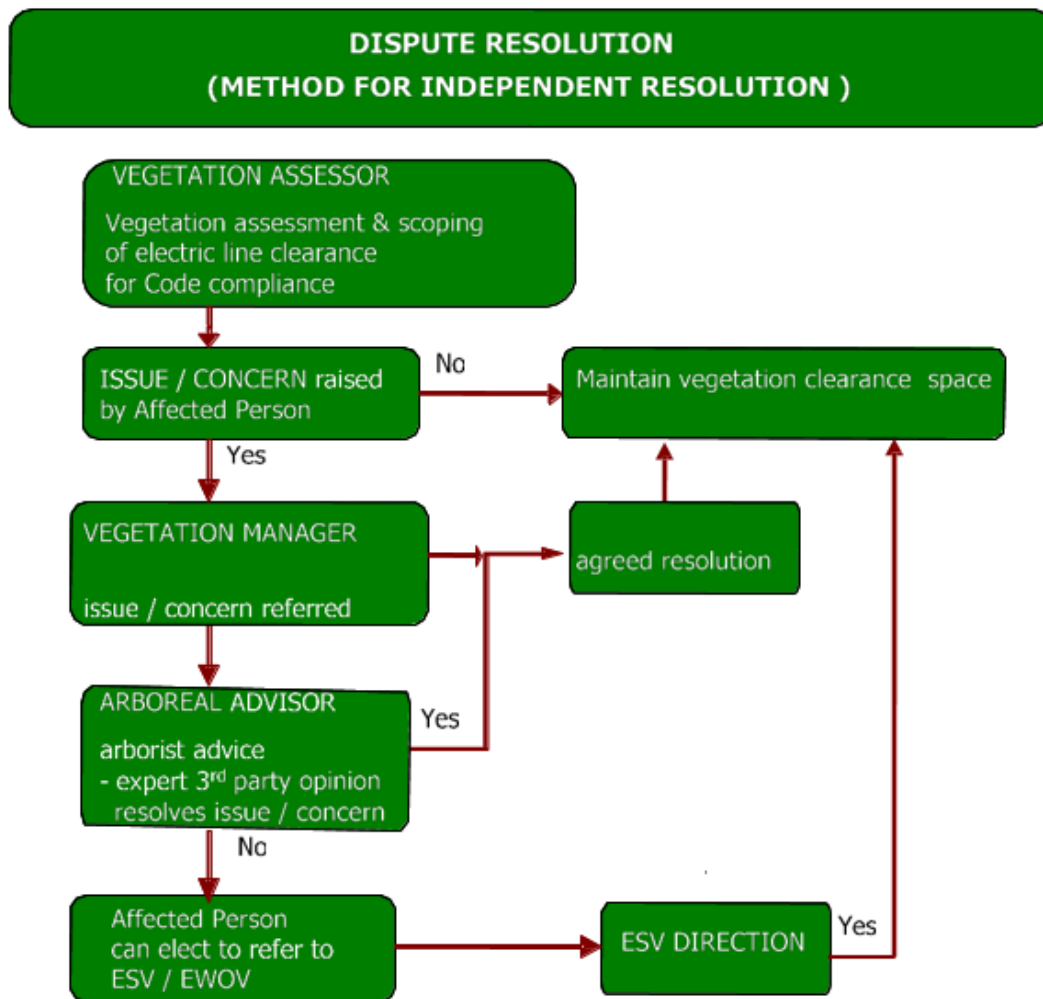 DISPUTE RESOLUTION
(METHOD FOR INDEPENDENT RESOLUTION )
VEGETATION ASSESSOR
Vegetation assessment & scoping
of electric line clearance
for Code compliance
ISSUE / CONCERN raised
by Affected Person
No
Maintain vegetation clearance space
Yes
VEGETATION MANAGER
issue / concern referred
agreed resolution
ARBOREAL ADVISOR
arborist advice
- expert 3rd party opinion
resolves issue / concern
Yes
No
Affected Person
can elect to refer to
ESV / EWOV
ESV DIRECTION
Yes